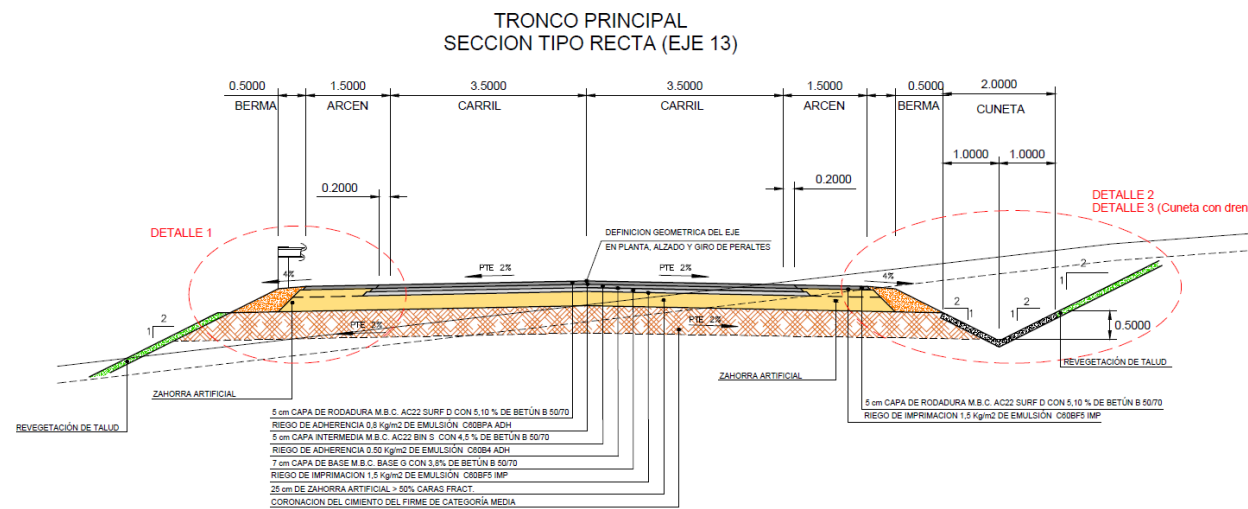 TRONCO PRINCIPAL
SECCION TIPO RECTA (EJE 13)
0.5000 1.5000 3.5000 3.5000 1.5000 0.5000 2.0000
BERMA ARCEN CARRIL CARRIL ARCEN BERMA CUNETA
1.0000 1.0000
0.2000 0.2000
DETALLE 1
DETALLE 2
DETALLE 3 (Cuneta con dren
DEFINICION GEOMETRICA DEL EJE
EN PLANTA, ALZADO Y GIRO DE PERALTES
4% PTE 2% PTE 2% 4%
2 1
2 1
2 1
2 1
PTE 2% PTE 2%
0.5000
REVEGETACIÓN DE TALUD
ZAHORRA ARTIFICIAL
ZAHORRA ARTIFICIAL
REVEGETACIÓN DE TALUD
5 cm CAPA DE RODADURA M.B.C. AC22 SURF D CON 5,10 % DE BETÚN B 50/70
RIEGO DE IMPRIMACION 1,5 Kg/m2 DE EMULSIÓN C60BF5 IMP
5 cm CAPA DE RODADURA M.B.C. AC22 SURF D CON 5,10 % DE BETÚN B 50/70
RIEGO DE ADHERENCIA 0,8 Kg/m2 DE EMULSIÓN C60BPA ADH
5 cm CAPA INTERMEDIA M.B.C. AC22 BIN S CON 4,5 % DE BETÚN B 50/70
RIEGO DE ADHERENCIA 0.50 Kg/m2 DE EMULSIÓN C60B4 ADH
7 cm CAPA DE BASE M.B.C. BASE G CON 3,8% DE BETÚN B 50/70
RIEGO DE IMPRIMACION 1,5 Kg/m2 DE EMULSIÓN C60BF5 IMP
25 cm DE ZAHORRA ARTIFICIAL > 50% CARAS FRACT.
CORONACION DEL CIMIENTO DEL FIRME DE CATEGORÍA MEDIA